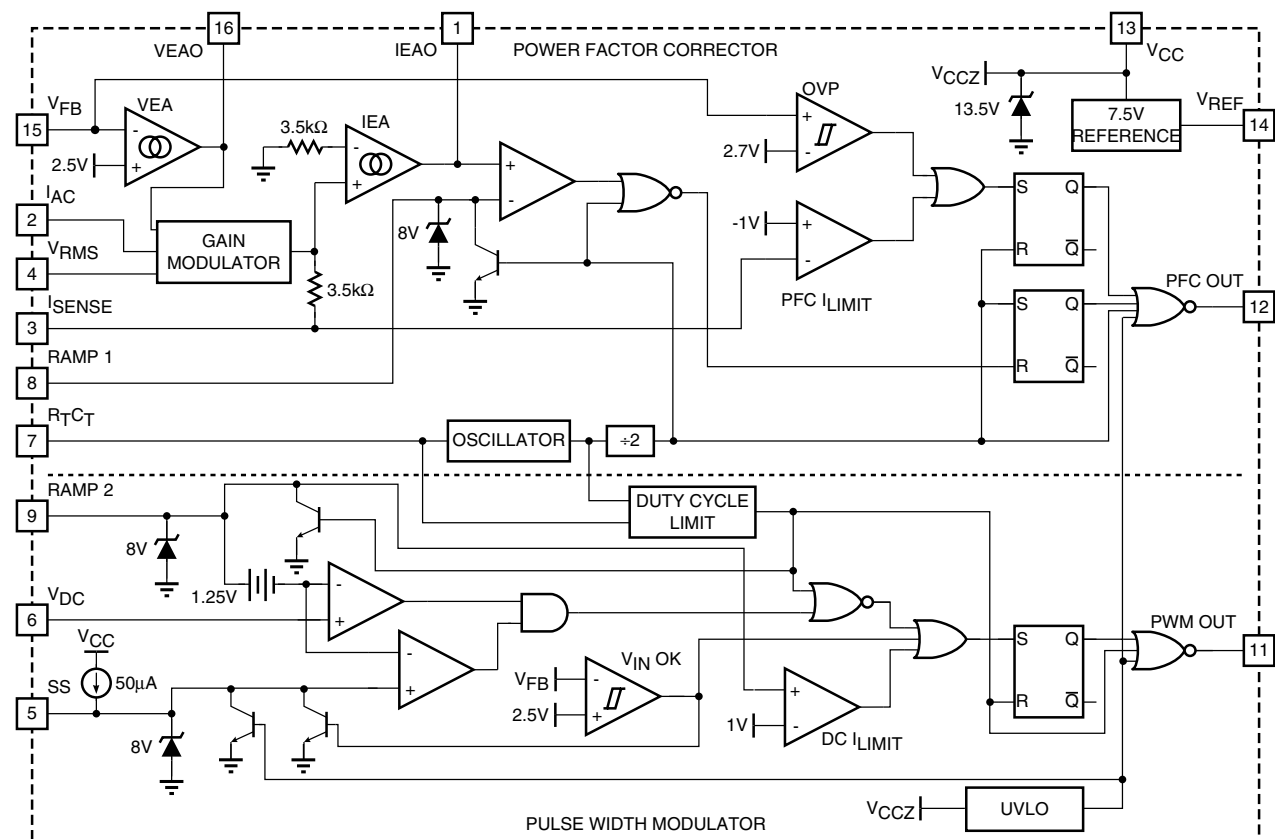 16
1
13
VEAO
IEAO
POWER FACTOR CORRECTOR
VCC
VFB
VEA
15
2.5V
3.5kΩ
IEA
OVP
2.7V
VCCZ
13.5V
7.5V
REFERENCE
VREF
14
IAC
2
VRMS
4
GAIN
MODULATOR
3.5kΩ
ISENSE
3
8V
-1V
PFC ILIMIT
S
Q
R
Q
S
Q
R
Q
PFC OUT
12
RAMP 1
8
RTCT
7
OSCILLATOR
÷2
RAMP 2
9
8V
DUTY CYCLE
LIMIT
1.25V
VDC
6
VCC
50µA
SS
5
8V
VIN OK
VFB
2.5V
1V
DC ILIMIT
S
Q
R
Q
PWM OUT
11
VCCZ
UVLO
PULSE WIDTH MODULATOR
- + - + + - + - + - - + - + - + + -